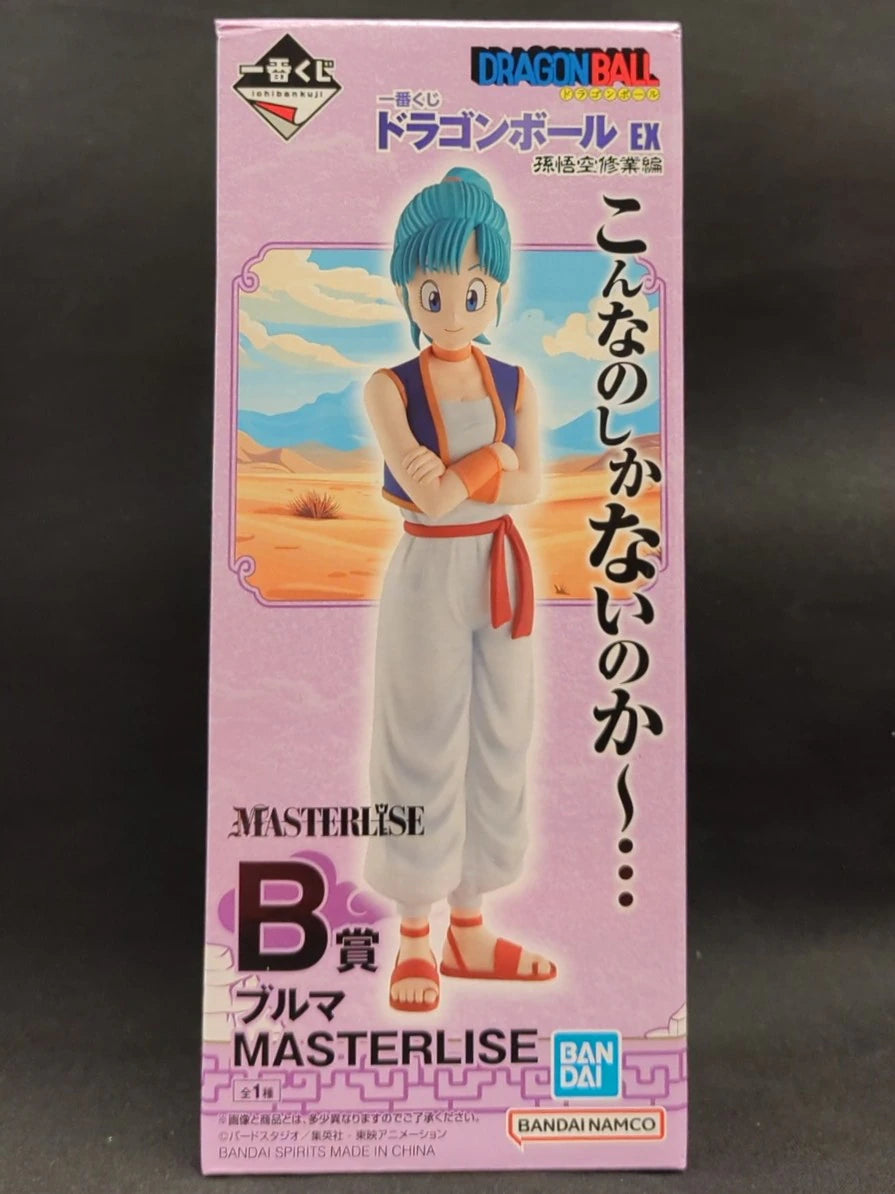 一番くじ
ichibankuji
DRAGONBALL
ドラゴンボール
一番くじ
ドラゴンボール EX
孫悟空修業編
こんなのしかないのか〜…
MASTERLISE
B賞
ブルマ
MASTERLISE
全1種
BAN
DAI
※画像と商品とは、多少異なりますのでご了承ください。
©バードスタジオ／集英社・東映アニメーション
BANDAI SPIRITS MADE IN CHINA
BANDAI NAMCO